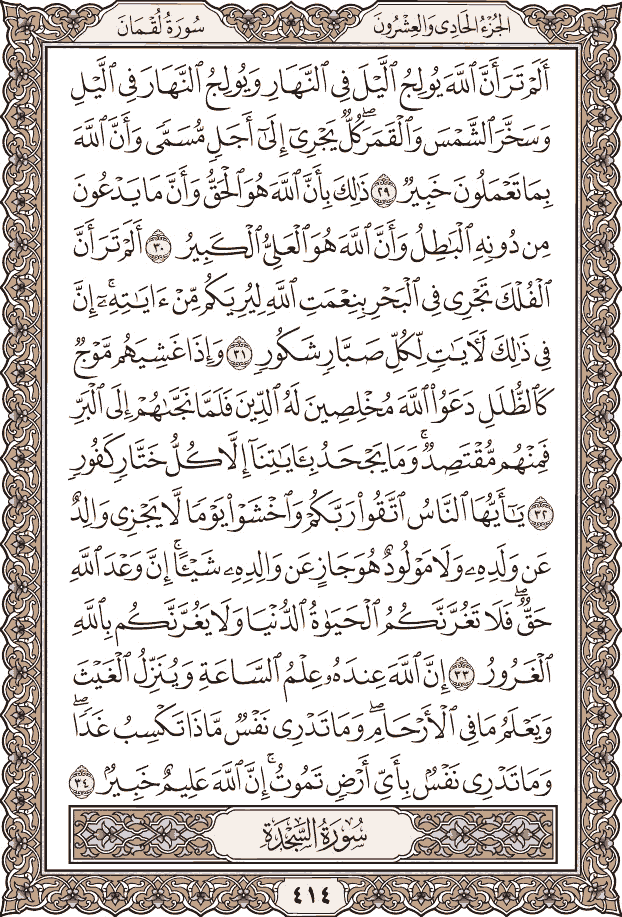 سُورَةُ لُقْمَانَ
الجُزْءُ الحَادِي وَالعِشْرُونَ
أَلَمْ تَرَ أَنَّ ٱللَّهَ يُولِجُ ٱلَّيْلَ فِى ٱلنَّهَارِ وَيُولِجُ ٱلنَّهَارَ فِى ٱلَّيْلِ
وَسَخَّرَ ٱلشَّمْسَ وَٱلْقَمَرَۖ كُلٌّ يَجْرِىٓ إِلَىٰٓ أَجَلٍ مُّسَمًّى وَأَنَّ ٱللَّهَ
بِمَا تَعْمَلُونَ خَبِيرٌ ٢٩ ذَٰلِكَ بِأَنَّ ٱللَّهَ هُوَ ٱلْحَقُّ وَأَنَّ مَا يَدْعُونَ
مِن دُونِهِ ٱلْبَٰطِلُ وَأَنَّ ٱللَّهَ هُوَ ٱلْعَلِىُّ ٱلْكَبِيرُ ٣٠ أَلَمْ تَرَ أَنَّ
ٱلْفُلْكَ تَجْرِى فِى ٱلْبَحْرِ بِنِعْمَتِ ٱللَّهِ لِيُرِيَكُم مِّنْ ءَايَٰتِهِۦٓۚ إِنَّ
فِى ذَٰلِكَ لَءَايَٰتٍ لِّكُلِّ صَبَّارٍ شَكُورٍ ٣١ وَإِذَا غَشِيَهُم مَّوْجٌ
كَٱلظُّلَلِ دَعَوُا۟ ٱللَّهَ مُخْلِصِينَ لَهُ ٱلدِّينَ فَلَمَّا نَجَّىٰهُمْ إِلَى ٱلْبَرِّ
فَمِنْهُم مُّقْتَصِدٌۚ وَمَا يَجْحَدُ بِـَٔايَٰتِنَآ إِلَّا كُلُّ خَتَّارٍ كَفُورٍ
٣٢ يَٰٓأَيُّهَا ٱلنَّاسُ ٱتَّقُوا۟ رَبَّكُمْ وَٱخْشَوْا۟ يَوْمًا لَّا يَجْزِى وَالِدٌ
عَن وَلَدِهِۦ وَلَا مَوْلُودٌ هُوَ جَازٍ عَن وَالِدِهِۦ شَيْـًٔاۚ إِنَّ وَعْدَ ٱللَّهِ
حَقٌّۖ فَلَا تَغُرَّنَّكُمُ ٱلْحَيَوٰةُ ٱلدُّنْيَا وَلَا يَغُرَّنَّكُم بِٱللَّهِ
ٱلْغَرُورُ ٣٣ إِنَّ ٱللَّهَ عِندَهُۥ عِلْمُ ٱلسَّاعَةِ وَيُنَزِّلُ ٱلْغَيْثَ
وَيَعْلَمُ مَا فِى ٱلْأَرْحَامِۖ وَمَا تَدْرِى نَفْسٌ مَّاذَا تَكْسِبُ غَدًاۖ
وَمَا تَدْرِى نَفْسٌۢ بِأَىِّ أَرْضٍ تَمُوتُۚ إِنَّ ٱللَّهَ عَلِيمٌ خَبِيرٌۢ ٣٤
سُورَةُ السَّجْدَةِ
٤١٤